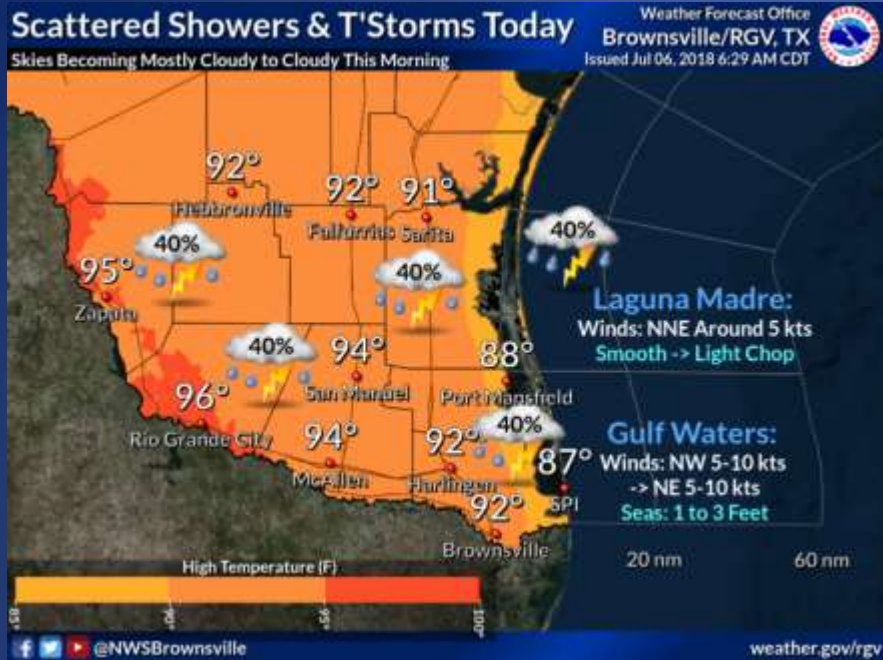 Scattered Showers & T'Storms Today
Skies Becoming Mostly Cloudy to Cloudy This Morning
Weather Forecast Office
Brownsville/RGV, TX
Issued Jul 06, 2018 6:29 AM CDT
92°
Hebbronville
92°
Falfurrias
91°
Sarita
40%
40%
40%
95°
Zapata
Laguna Madre:
Winds: NNE Around 5 kts
Smooth -> Light Chop
40%
94°
San Manuel
88°
Port Mansfield
96°
Rio Grande City
94°
McAllen
92°
Harlingen
40%
87°
SPI
92°
Brownsville
Gulf Waters:
Winds: NW 5-10 kts
-> NE 5-10 kts
Seas: 1 to 3 Feet
20 nm
60 nm
High Temperature (F)
85°
90°
95°
100°
@NWSBrownsville
weather.gov/rgv